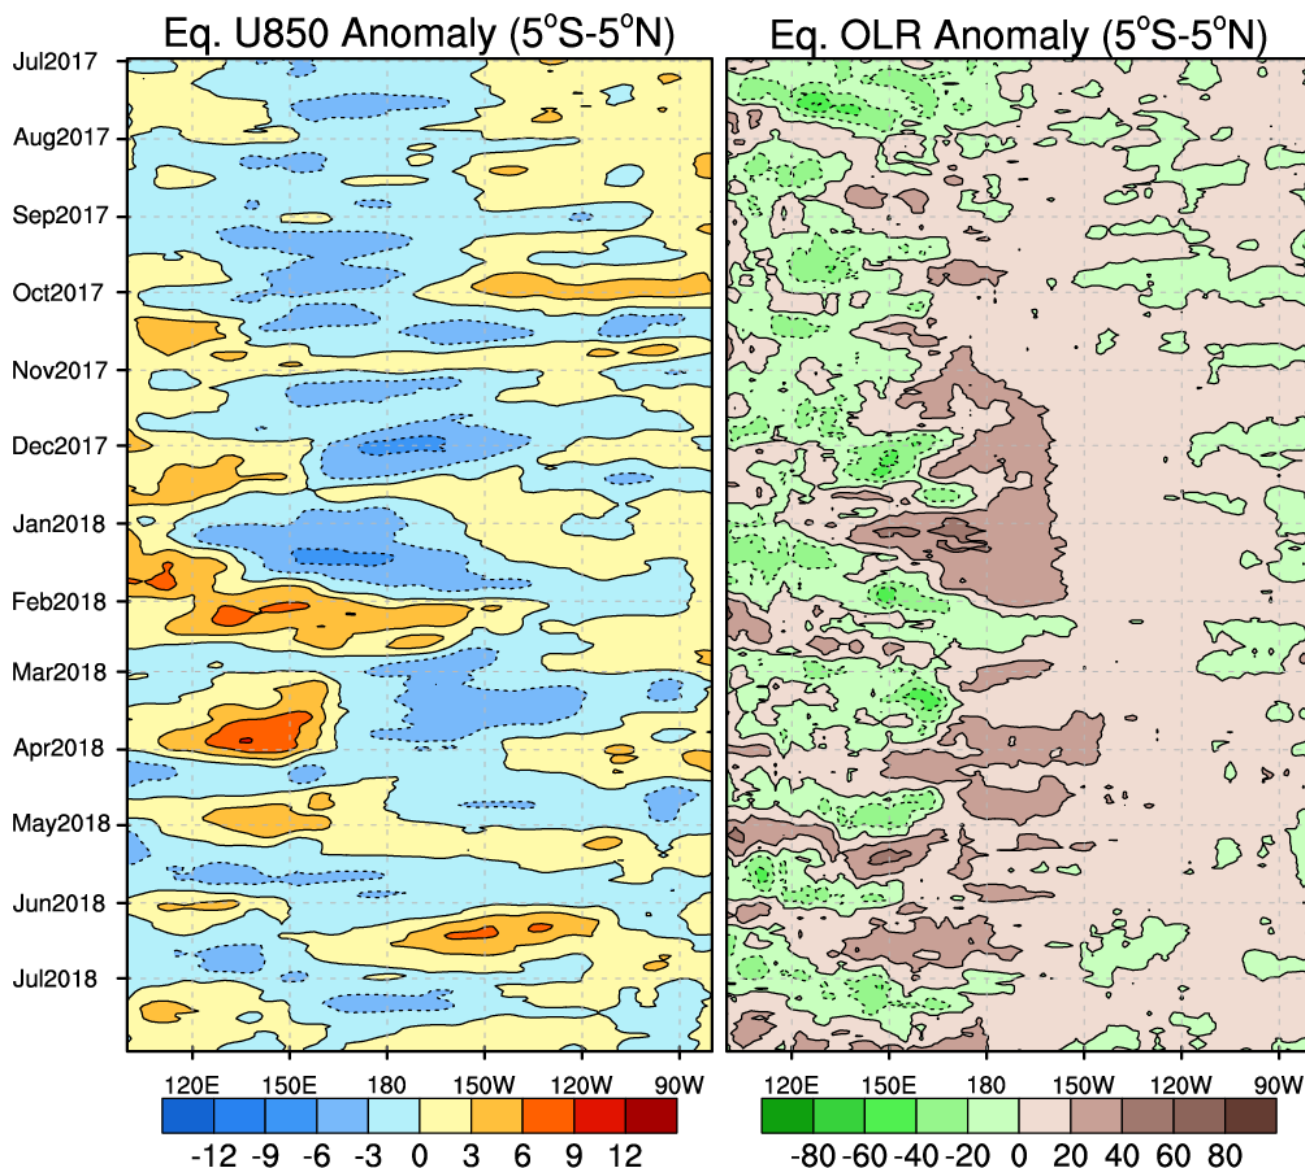 Eq. U850 Anomaly (5°S-5°N)
Eq. OLR Anomaly (5°S-5°N)
Jul2017
Aug2017
Sep2017
Oct2017
Nov2017
Dec2017
Jan2018
Feb2018
Mar2018
Apr2018
May2018
Jun2018
Jul2018
120E 150E 180 150W 120W 90W
120E 150E 180 150W 120W 90W
-12 -9 -6 -3 0 3 6 9 12
-80 -60 -40 -20 0 20 40 60 80